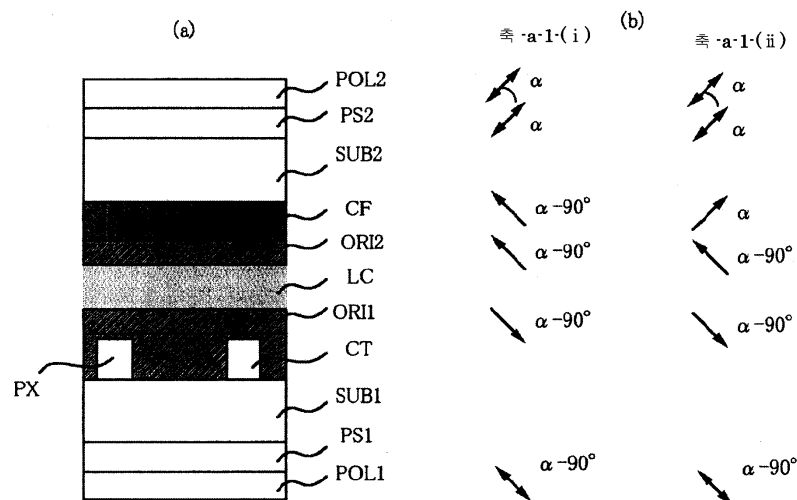 (a)
(b)
축 -a-1-( i )
축 -a-1-( ii )
POL2
α
α
PS2
α
α
SUB2
CF
α -90°
α
ORI2
α -90°
α -90°
LC
ORI1
α -90°
α -90°
CT
PX
SUB1
PS1
α -90°
α -90°
POL1